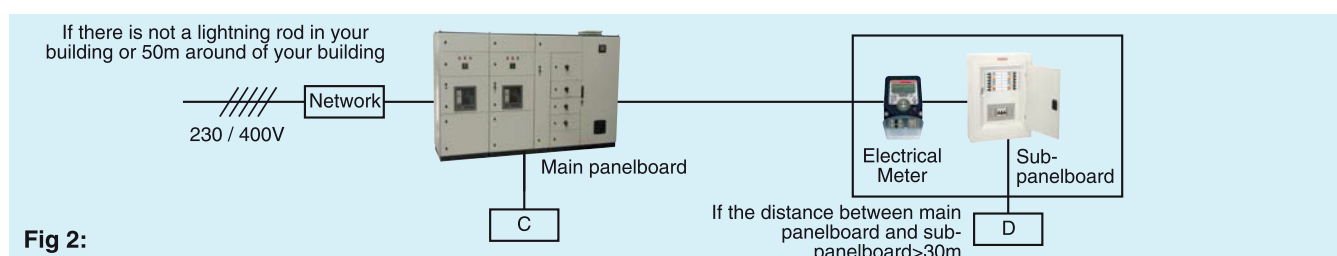 If there is not a lightning rod in your
building or 50m around of your building
Network
230 / 400V
Main panelboard
Electrical
Meter
Sub-
panelboard
C
If the distance between main
panelboard and sub-
panelboard>30m
D
Fig 2: